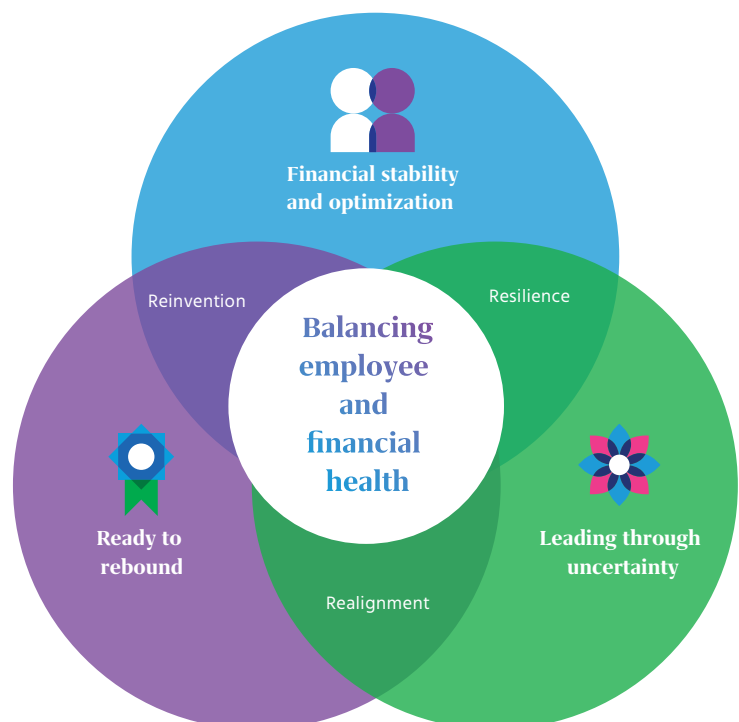 Financial stability
and optimization
Reinvention
Resilience
Balancing
employee
and
financial
health
Ready to
rebound
Leading through
uncertainty
Realignment